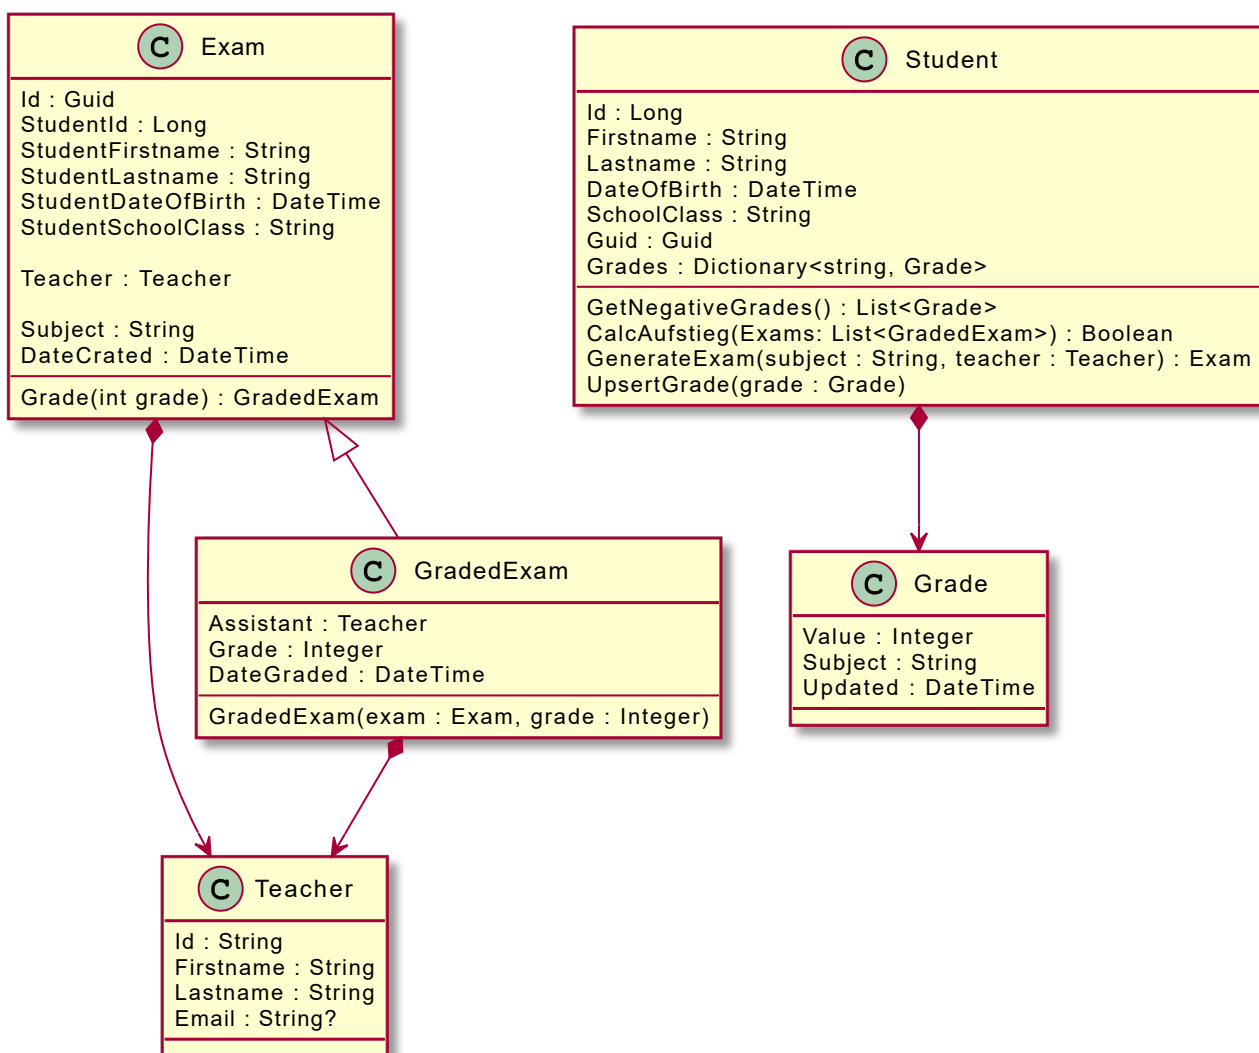 C Exam
Id : Guid
StudentId : Long
StudentFirstname : String
StudentLastname : String
StudentDateOfBirth : DateTime
StudentSchoolClass : String
Teacher : Teacher
Subject : String
DateCrated : DateTime
Grade(int grade) : GradedExam
C Student
Id : Long
Firstname : String
Lastname : String
DateOfBirth : DateTime
SchoolClass : String
Guid : Guid
Grades : Dictionary<string, Grade>
GetNegativeGrades() : List<Grade>
CalcAufstieg(Exams: List<GradedExam>) : Boolean
GenerateExam(subject : String, teacher : Teacher) : Exam
UpsertGrade(grade : Grade)
C GradedExam
Assistant : Teacher
Grade : Integer
DateGraded : DateTime
GradedExam(exam : Exam, grade : Integer)
C Grade
Value : Integer
Subject : String
Updated : DateTime
C Teacher
Id : String
Firstname : String
Lastname : String
Email : String?